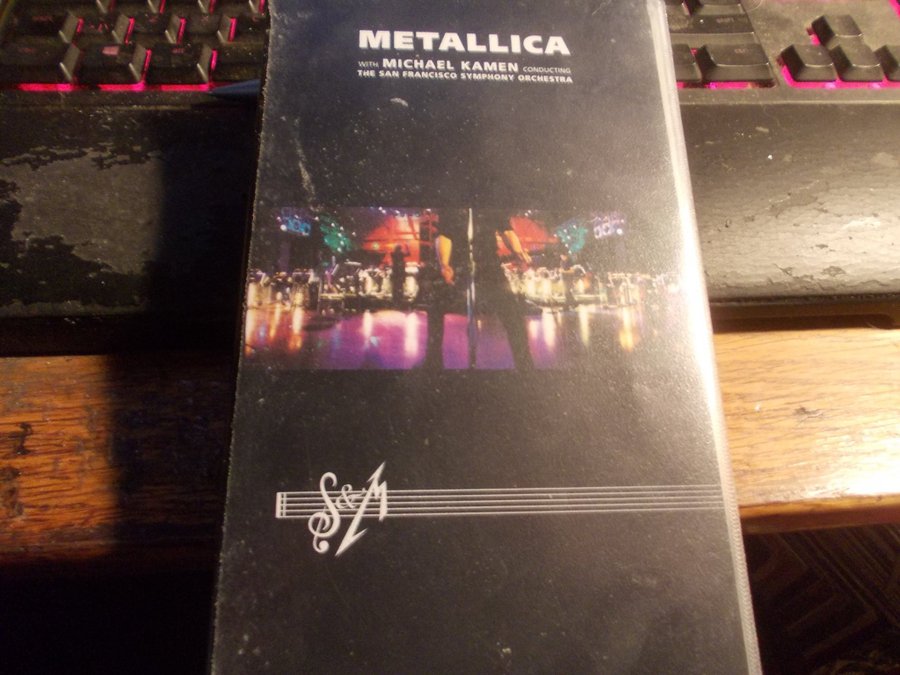 METALLICA
WITH MICHAEL KAMEN CONDUCTING
THE SAN FRANCISCO SYMPHONY ORCHESTRA
S&M